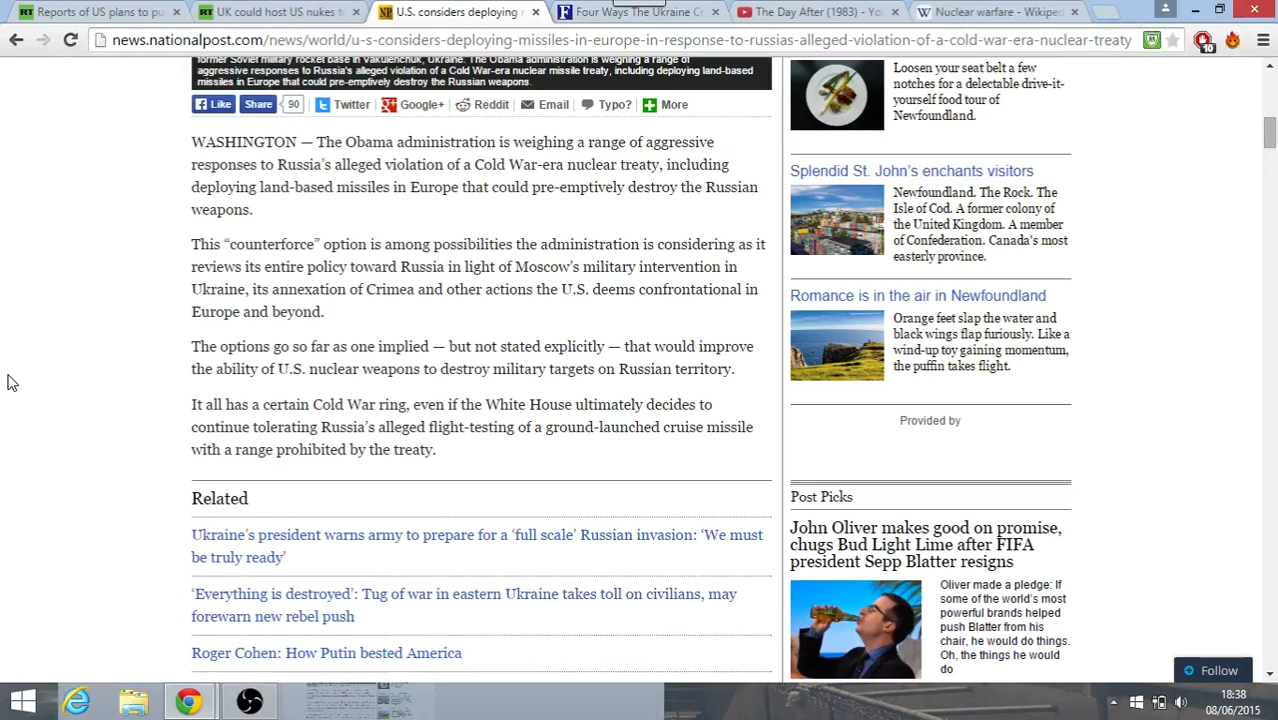 Reports of US plans to pu
UK could host US nukes t
U.S. considers deploying
Four Ways The Ukraine Cr
The Day After (1983) - Yo
Nuclear warfare - Wikiped
news.nationalpost.com/news/world/u-s-considers-deploying-missiles-in-europe-in-response-to-russias-alleged-violation-of-a-cold-war-era-nuclear-treaty
10
former Soviet military rocket base in Vakulenchuk, Ukraine. The Obama administration is weighing a range of
aggressive responses to Russia's alleged violation of a Cold War-era nuclear missile treaty, including deploying land-based
missiles in Europe that could pre-emptively destroy the Russian weapons.
Like Share 90 Twitter Google+ Reddit Email Typo? More
WASHINGTON — The Obama administration is weighing a range of aggressive
responses to Russia’s alleged violation of a Cold War-era nuclear treaty, including
deploying land-based missiles in Europe that could pre-emptively destroy the Russian
weapons.
This “counterforce” option is among possibilities the administration is considering as it
reviews its entire policy toward Russia in light of Moscow’s military intervention in
Ukraine, its annexation of Crimea and other actions the U.S. deems confrontational in
Europe and beyond.
The options go so far as one implied — but not stated explicitly — that would improve
the ability of U.S. nuclear weapons to destroy military targets on Russian territory.
It all has a certain Cold War ring, even if the White House ultimately decides to
continue tolerating Russia’s alleged flight-testing of a ground-launched cruise missile
with a range prohibited by the treaty.
Related
Ukraine’s president warns army to prepare for a ‘full scale’ Russian invasion: ‘We must
be truly ready’
‘Everything is destroyed’: Tug of war in eastern Ukraine takes toll on civilians, may
forewarn new rebel push
Roger Cohen: How Putin bested America
Loosen your seat belt a few
notches for a delectable drive-it-
yourself food tour of
Newfoundland.
Splendid St. John’s enchants visitors
Newfoundland. The Rock. The
Isle of Cod. A former colony of
the United Kingdom. A member
of Confederation. Canada's most
easterly province.
Romance is in the air in Newfoundland
Orange feet slap the water and
black wings flap furiously. Like a
wind-up toy gaining momentum,
the puffin takes flight.
Provided by
Post Picks
John Oliver makes good on promise,
chugs Bud Light Lime after FIFA
president Sepp Blatter resigns
Oliver made a pledge: If
some of the world’s most
powerful brands helped
push Blatter from his
chair, he would do things.
Oh, the things he would
do
Follow
18:38
08/06/2015